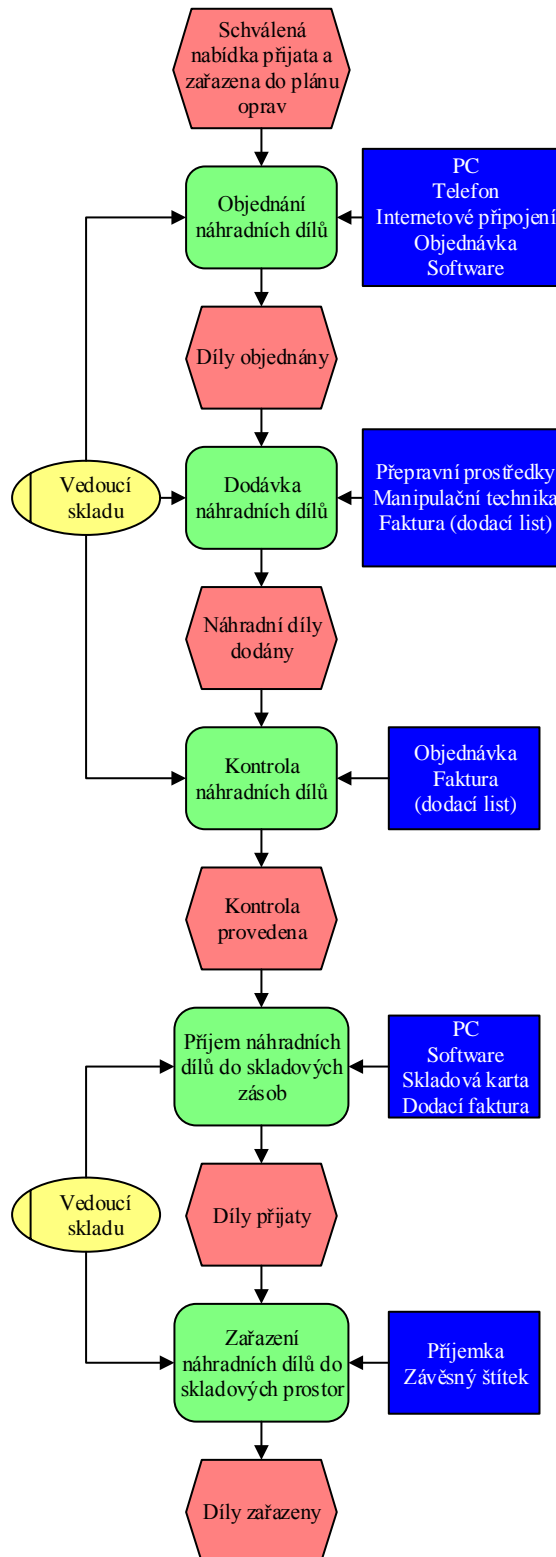 Schválená
nabídka přijata a
zařazena do plánu
oprav
Objednání
náhradních dílů
PC
Telefon
Internetové připojení
Objednávka
Software
Díly objednány
Vedoucí
skladu
Dodávka
náhradních dílů
Přepravní prostředky
Manipulační technika
Faktura (dodací list)
Náhradní díly
dodány
Kontrola
náhradních dílů
Objednávka
Faktura
(dodací list)
Kontrola
provedena
Příjem náhradních
dílů do skladových
zásob
PC
Software
Skladová karta
Dodací faktura
Vedoucí
skladu
Díly přijaty
Zařazení
náhradních dílů do
skladových prostor
Příjemka
Závěsný štítek
Díly zařazeny